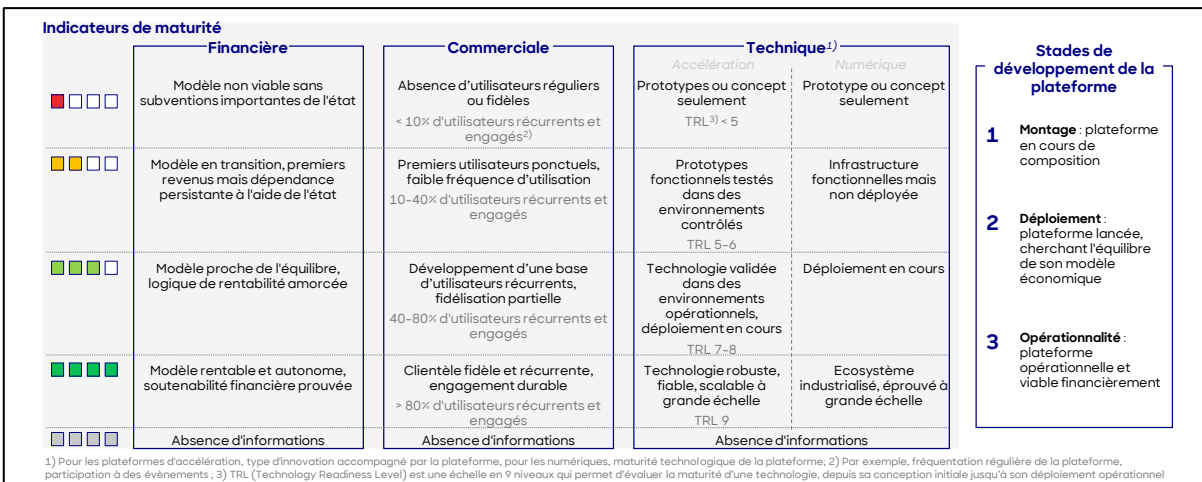 Indicateurs de maturité
Financière
Commerciale
Technique1)
Accélération
Numérique
Modèle non viable sans
subventions importantes de l'état
Absence d’utilisateurs réguliers
ou fidèles
< 10% d'utilisateurs récurrents et
engagés2)
Prototypes ou concept
seulement
TRL3) < 5
Prototype ou concept
seulement
Modèle en transition, premiers
revenus mais dépendance
persistante à l'aide de l'état
Premiers utilisateurs ponctuels,
faible fréquence d’utilisation
10-40% d'utilisateurs récurrents et
engagés
Prototypes
fonctionnels testés
dans des
environnements
contrôlés
TRL 5-6
Infrastructure
fonctionnelles mais
non déployée
Modèle proche de l'équilibre,
logique de rentabilité amorcée
Développement d’une base
d’utilisateurs récurrents,
fidélisation partielle
40-80% d'utilisateurs récurrents et
engagés
Technologie validée
dans des
environnements
opérationnels,
déploiement en cours
TRL 7-8
Déploiement en cours
Modèle rentable et autonome,
soutenabilité financière prouvée
Clientèle fidèle et récurrente,
engagement durable
> 80% d'utilisateurs récurrents et
engagés
Technologie robuste,
fiable, scalable à
grande échelle
TRL 9
Ecosystème
industrialisé, éprouvé à
grande échelle
Absence d'informations
Absence d'informations
Absence d'informations
Stades de
développement de la
plateforme
1
Montage : plateforme
en cours de
composition
2
Déploiement :
plateforme lancée,
cherchant l'équilibre
de son modèle
économique
3
Opérationnalité :
plateforme
opérationnelle et
viable financièrement
1) Pour les plateformes d'accélération, type d'innovation accompagné par la plateforme, pour les numériques, maturité technologique de la plateforme; 2) Par exemple, fréquentation régulière de la plateforme,
participation à des évènements ; 3) TRL (Technology Readiness Level) est une échelle en 9 niveaux qui permet d'évaluer la maturité d'une technologie, depuis sa conception initiale jusqu'à son déploiement opérationnel